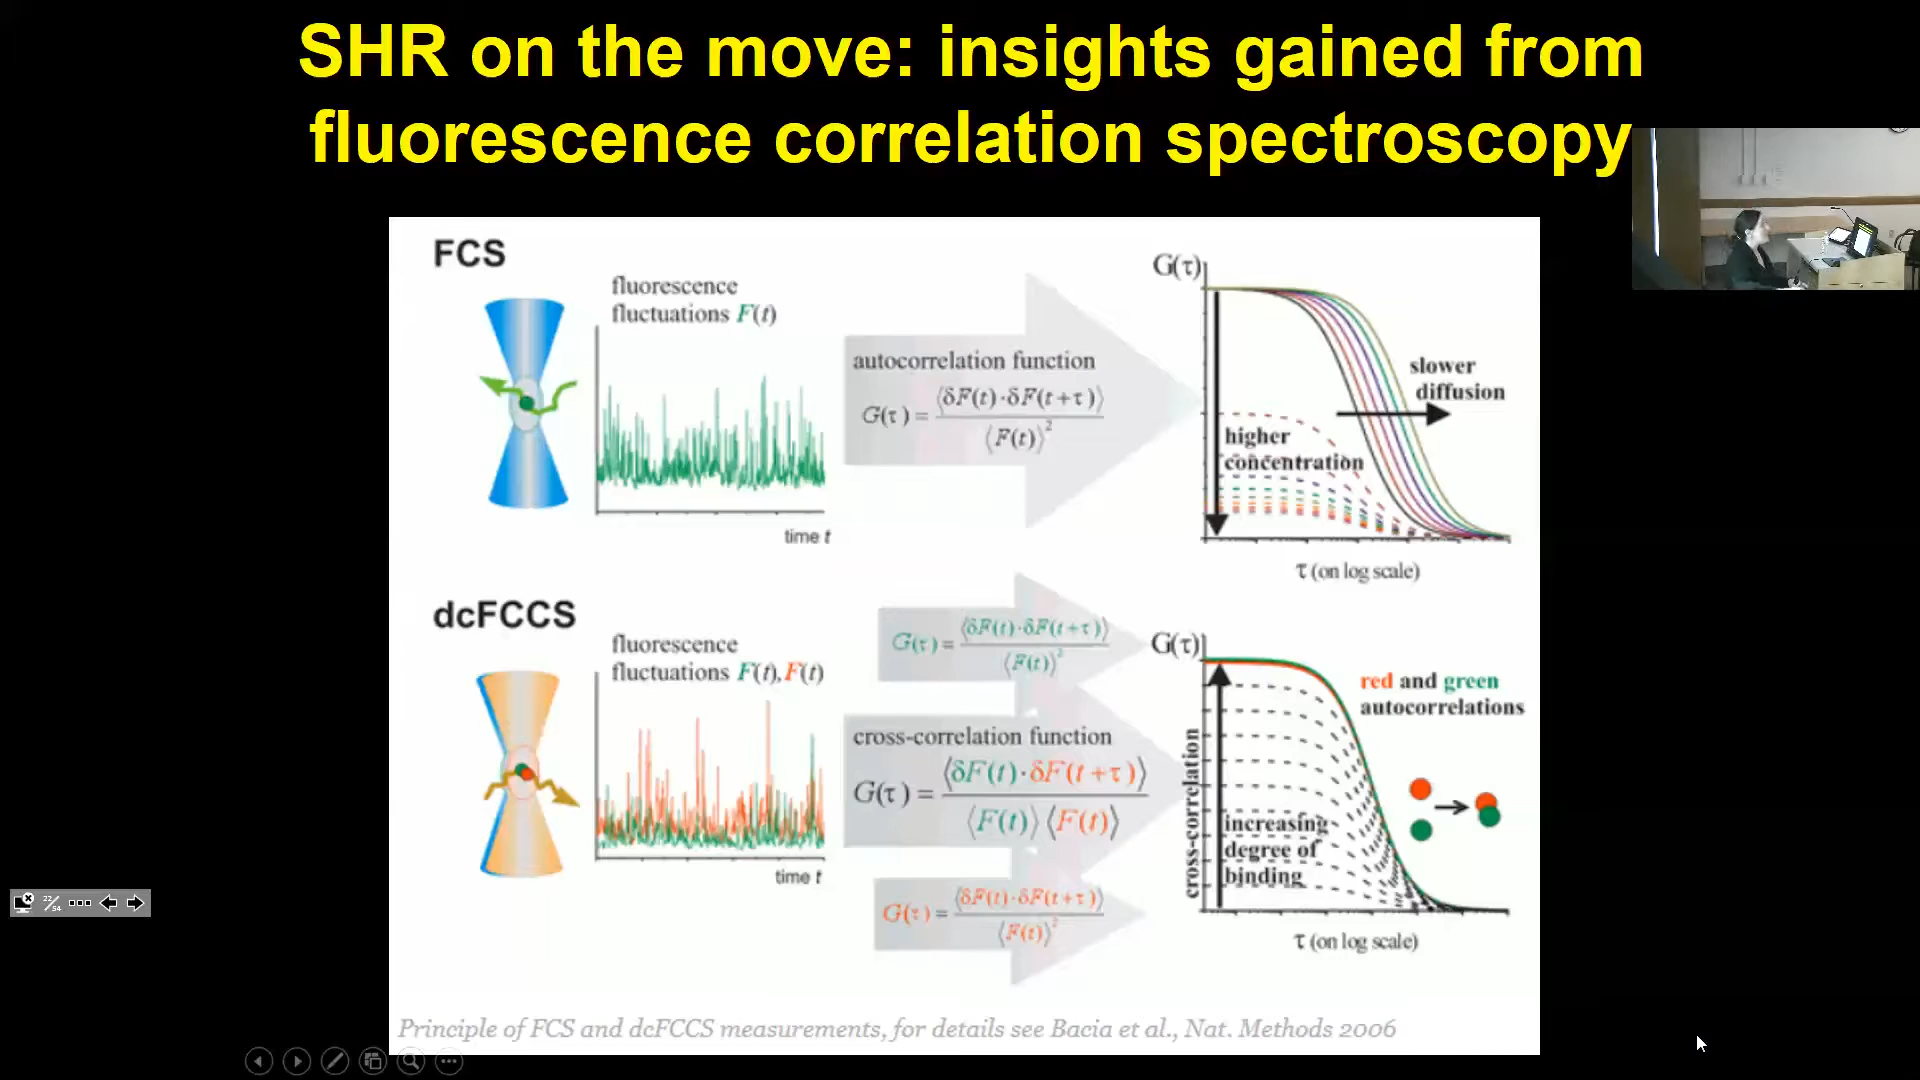 SHR on the move: insights gained from
fluorescence correlation spectroscopy
FCS
fluorescence
fluctuations F(t)
time t
autocorrelation function
G(τ) = ⟨δF(t)·δF(t+τ)⟩ / ⟨F(t)⟩²
G(τ)
slower
diffusion
higher
concentration
τ (on log scale)
dcFCCS
fluorescence
fluctuations F(t), F(t)
time t
G(τ) = ⟨δF(t)·δF(t+τ)⟩ / ⟨F(t)⟩²
cross-correlation function
G(τ) = ⟨δF(t)·δF(t+τ)⟩ / ⟨F(t)⟩⟨F(t)⟩
G(τ) = ⟨δF(t)·δF(t+τ)⟩ / ⟨F(t)⟩²
G(τ)
cross-correlation
red and green
autocorrelations
increasing
degree of
binding
τ (on log scale)
22/54
Principle of FCS and dcFCCS measurements, for details see Bacia et al., Nat. Methods 2006